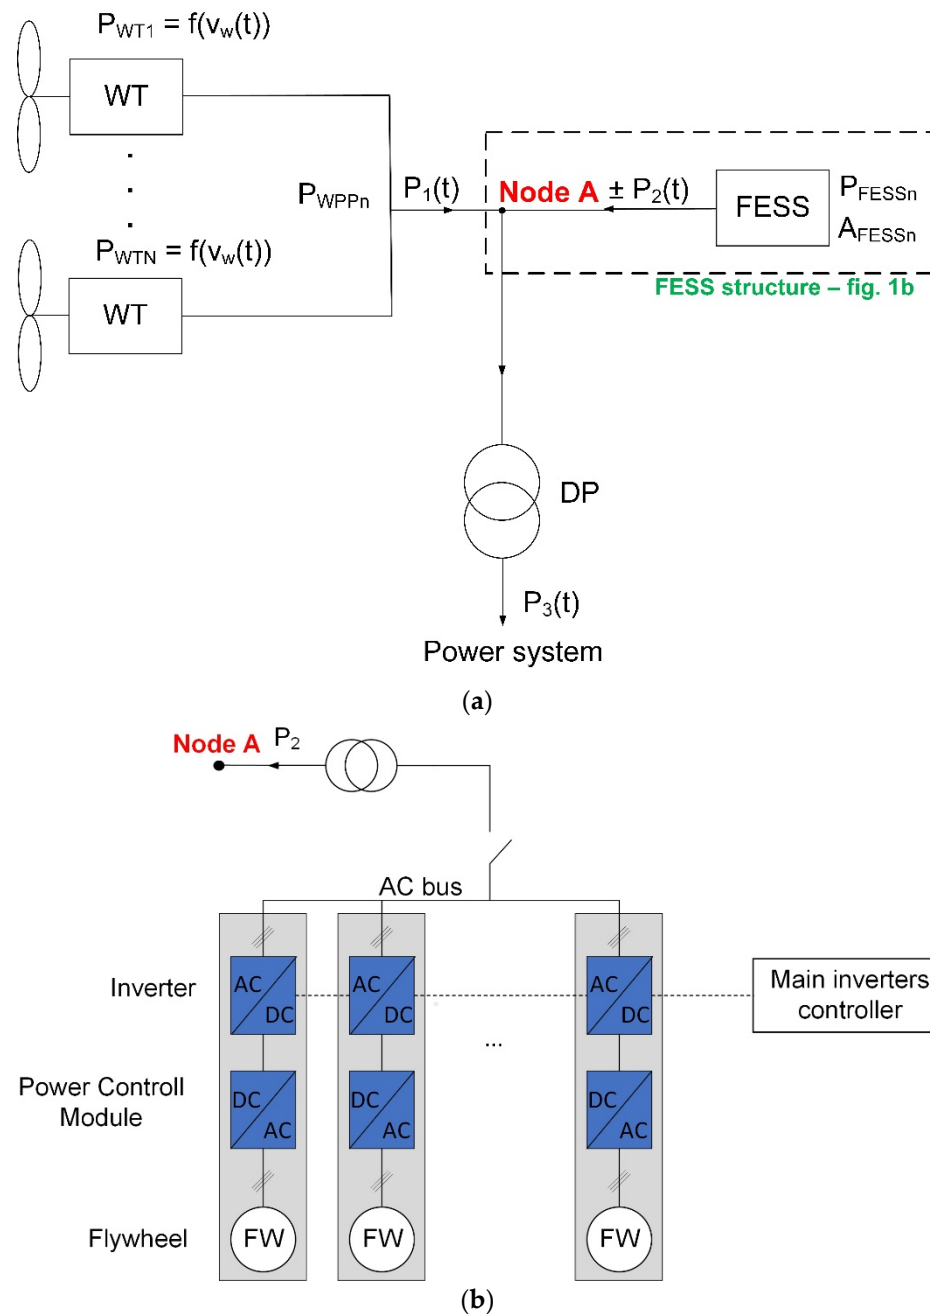 P_WT1 = f(v_w(t))
WT
.
.
.
P_WPPn
P_1(t)
Node A
± P_2(t)
FESS
P_FESSn
A_FESSn
P_WTN = f(v_w(t))
WT
FESS structure – fig. 1b
DP
P_3(t)
Power system
(a)
Node A
P_2
AC bus
Inverter
AC
DC
AC
DC
AC
DC
Main inverters
controller
...
Power Controll
Module
DC
AC
DC
AC
DC
AC
Flywheel
FW
FW
FW
(b)